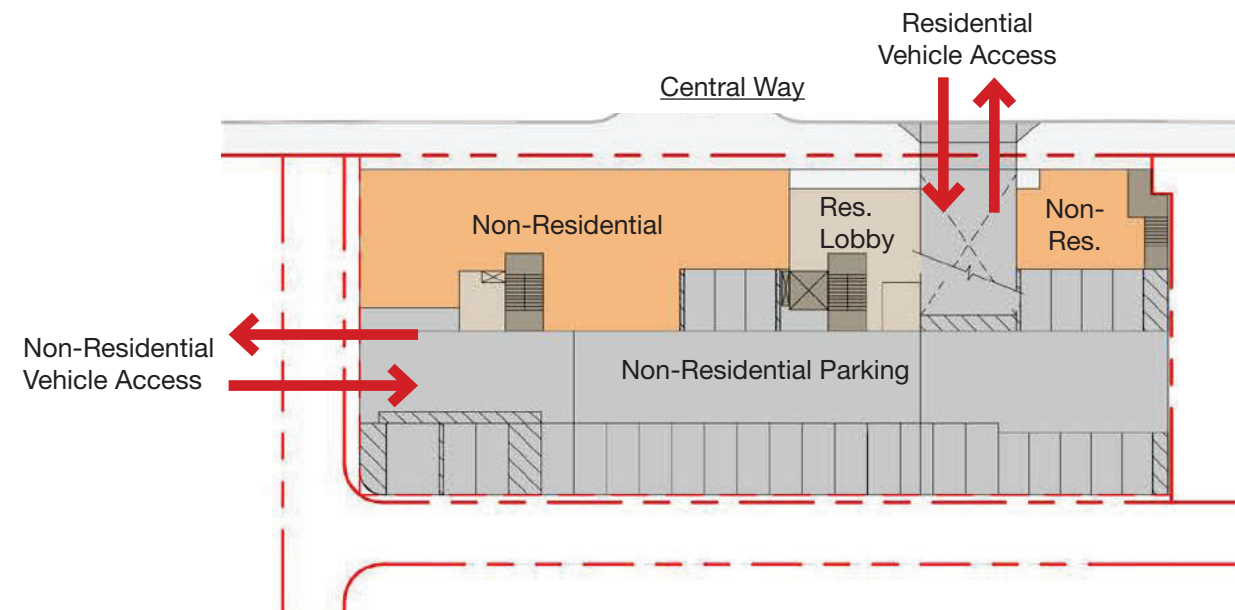 Residential
Vehicle Access
Central Way
Non-Residential
Res.
Lobby
Non-
Res.
Non-Residential
Vehicle Access
Non-Residential Parking